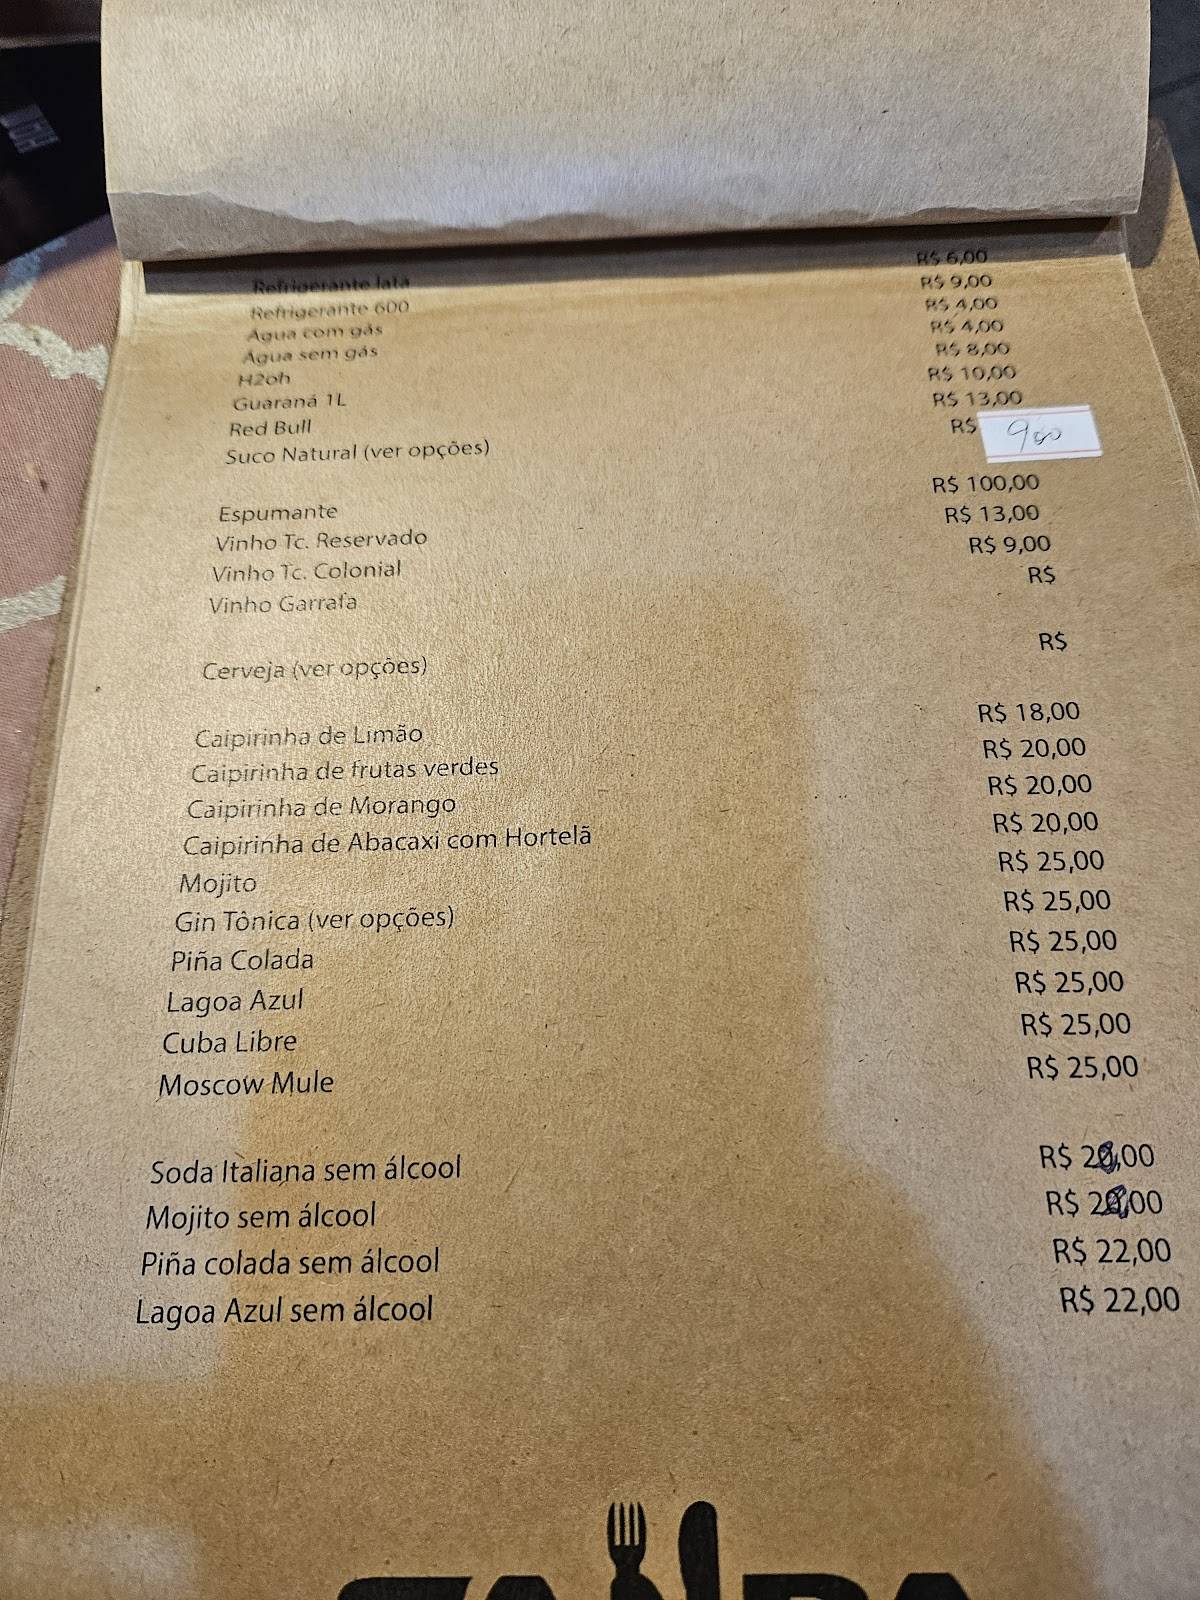 Refrigerante lata R$ 6,00
Refrigerante 600 R$ 9,00
Água com gás R$ 4,00
Água sem gás R$ 4,00
H2oh R$ 8,00
Guaraná 1L R$ 10,00
Red Bull R$ 13,00
Suco Natural (ver opções) R$ 900
Espumante R$ 100,00
Vinho Tc. Reservado R$ 13,00
Vinho Tc. Colonial R$ 9,00
Vinho Garrafa R$
Cerveja (ver opções) R$
Caipirinha de Limão R$ 18,00
Caipirinha de frutas verdes R$ 20,00
Caipirinha de Morango R$ 20,00
Caipirinha de Abacaxi com Hortelã R$ 20,00
Mojito R$ 25,00
Gin Tônica (ver opções) R$ 25,00
Piña Colada R$ 25,00
Lagoa Azul R$ 25,00
Cuba Libre R$ 25,00
Moscow Mule R$ 25,00
Soda Italiana sem álcool R$
Mojito sem álcool R$
Piña colada sem álcool R$ 22,00
Lagoa Azul sem álcool R$ 22,00